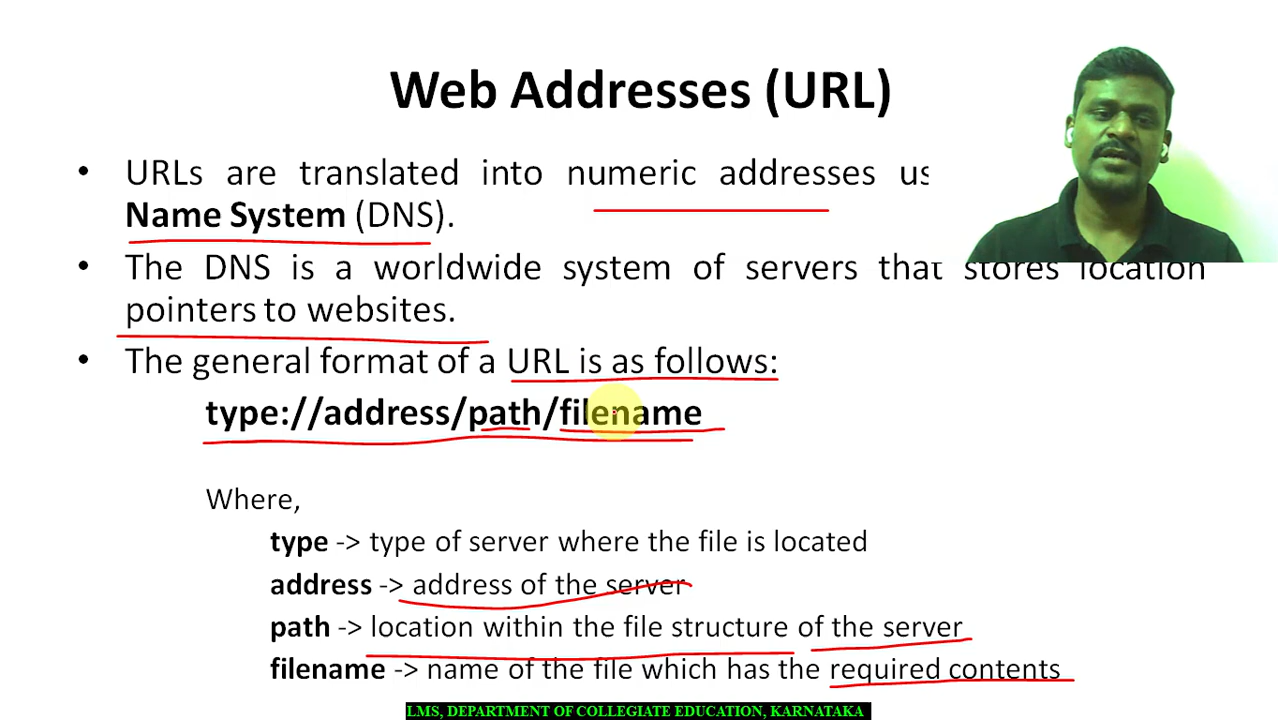 Web Addresses (URL)
• URLs are translated into numeric addresses
Name System (DNS).
• The DNS is a worldwide system of servers that stores location
pointers to websites.
• The general format of a URL is as follows:
type://address/path/filename
Where,
type -> type of server where the file is located
address -> address of the server
path -> location within the file structure of the server
filename -> name of the file which has the required contents
LMS, DEPARTMENT OF COLLEGIATE EDUCATION, KARNATAKA